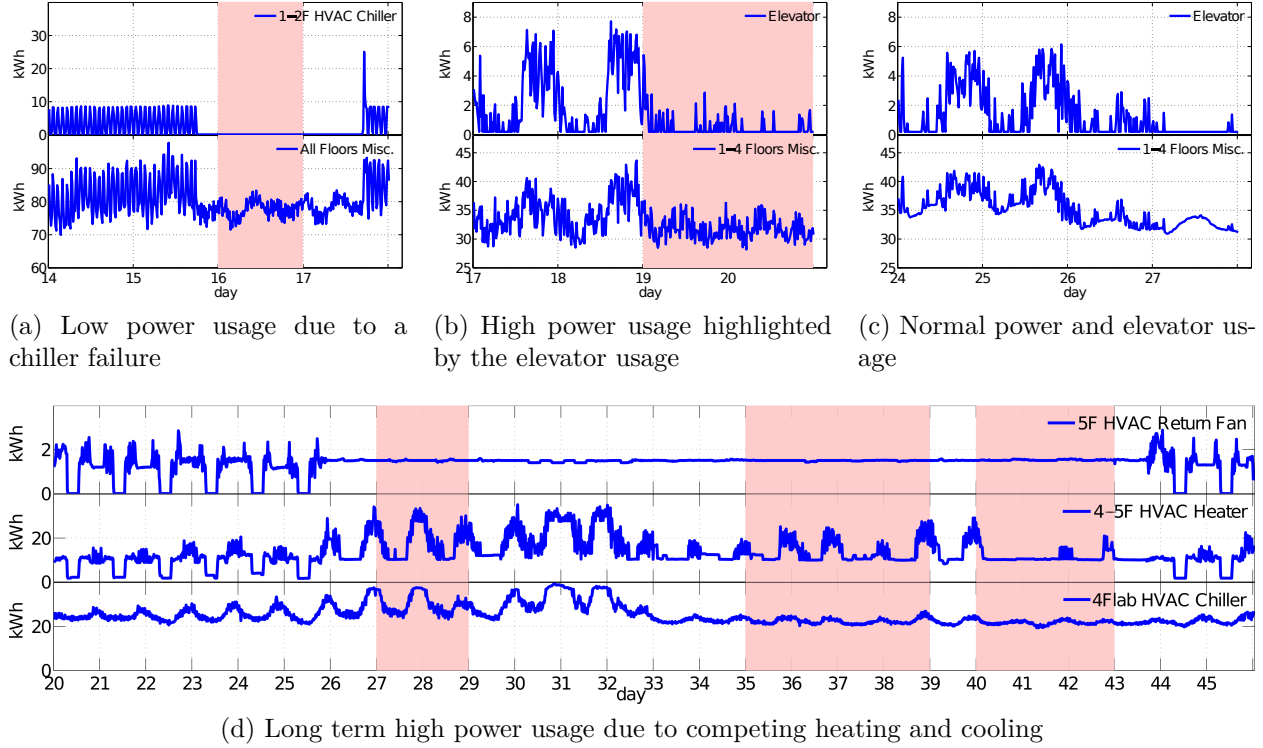 1‒2F HVAC Chiller
kWh
30
20
10
0
All Floors Misc.
kWh
90
80
70
60
14 15 16 17
day
Elevator
kWh
8
6
4
2
0
1‒4 Floors Misc.
kWh
45
40
35
30
25
17 18 19 20
day
Elevator
kWh
8
6
4
2
0
1‒4 Floors Misc.
kWh
45
40
35
30
25
24 25 26 27
day
(a) Low power usage due to a
chiller failure
(b) High power usage highlighted
by the elevator usage
(c) Normal power and elevator us-
age
5F HVAC Return Fan
kWh
2
0
4‒5F HVAC Heater
kWh
20
0
4Flab HVAC Chiller
kWh
20
0
20 21 22 23 24 25 26 27 28 29 30 31 32 33 34 35 36 37 38 39 40 41 42 43 44 45
day
(d) Long term high power usage due to competing heating and cooling